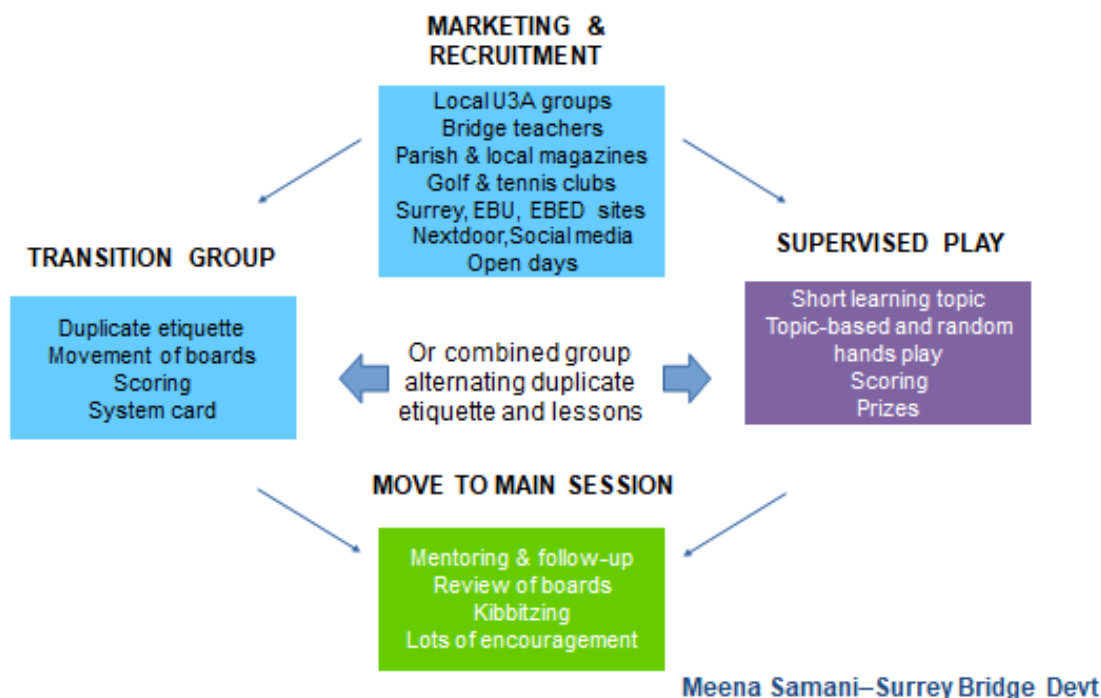 MARKETING &
RECRUITMENT
Local U3A groups
Bridge teachers
Parish & local magazines
Golf & tennis clubs
Surrey, EBU, EBED sites
Nextdoor,Social media
Open days
TRANSITION GROUP
Duplicate etiquette
Movement of boards
Scoring
System card
Or combined group
alternating duplicate
etiquette and lessons
SUPERVISED PLAY
Short learning topic
Topic-based and random
hands play
Scoring
Prizes
MOVE TO MAIN SESSION
Mentoring & follow-up
Review of boards
Kibbitzing
Lots of encouragement
Meena Samani–Surrey Bridge Devt